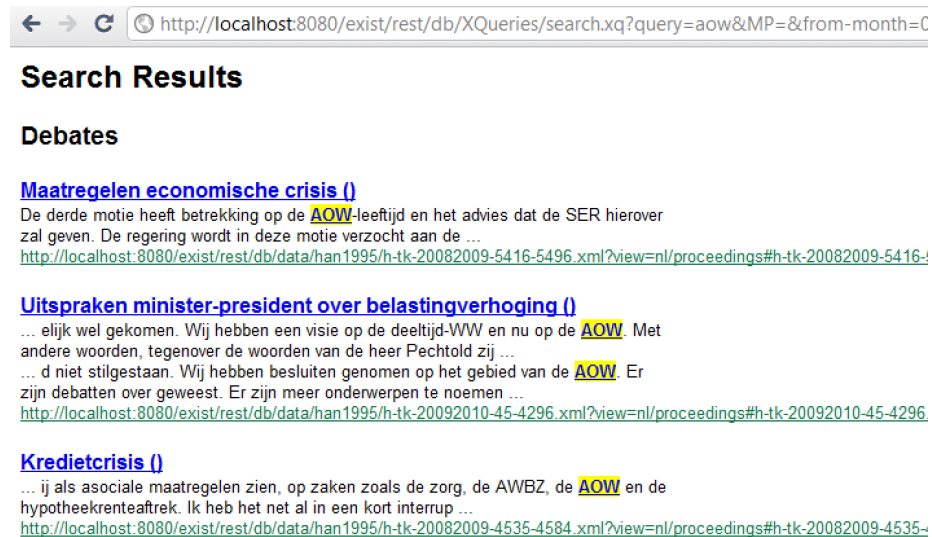 http://localhost:8080/exist/rest/db/XQueries/search.xq?query=aow&MP=&from-month=0
Search Results
Debates
Maatregelen economische crisis ()
De derde motie heeft betrekking op de AOW-leeftijd en het advies dat de SER hierover
zal geven. De regering wordt in deze motie verzocht aan de ...
http://localhost:8080/exist/rest/db/data/han1995/h-tk-20082009-5416-5496.xml?view=nl/proceedings#h-tk-20082009-5416-5
Uitspraken minister-president over belastingverhoging ()
... elijk wel gekomen. Wij hebben een visie op de deeltijd-WW en nu op de AOW. Met
andere woorden, tegenover de woorden van de heer Pechtold zij ...
... d niet stilgestaan. Wij hebben besluiten genomen op het gebied van de AOW. Er
zijn debatten over geweest. Er zijn meer onderwerpen te noemen ...
http://localhost:8080/exist/rest/db/data/han1995/h-tk-20092010-45-4296.xml?view=nl/proceedings#h-tk-20092010-45-4296.
Kredietcrisis ()
... ij als asociale maatregelen zien, op zaken zoals de zorg, de AWBZ, de AOW en de
hypotheekrenteaftrek. Ik heb het net al in een kort interrup ...
http://localhost:8080/exist/rest/db/data/han1995/h-tk-20082009-4535-4584.xml?view=nl/proceedings#h-tk-20082009-4535-4